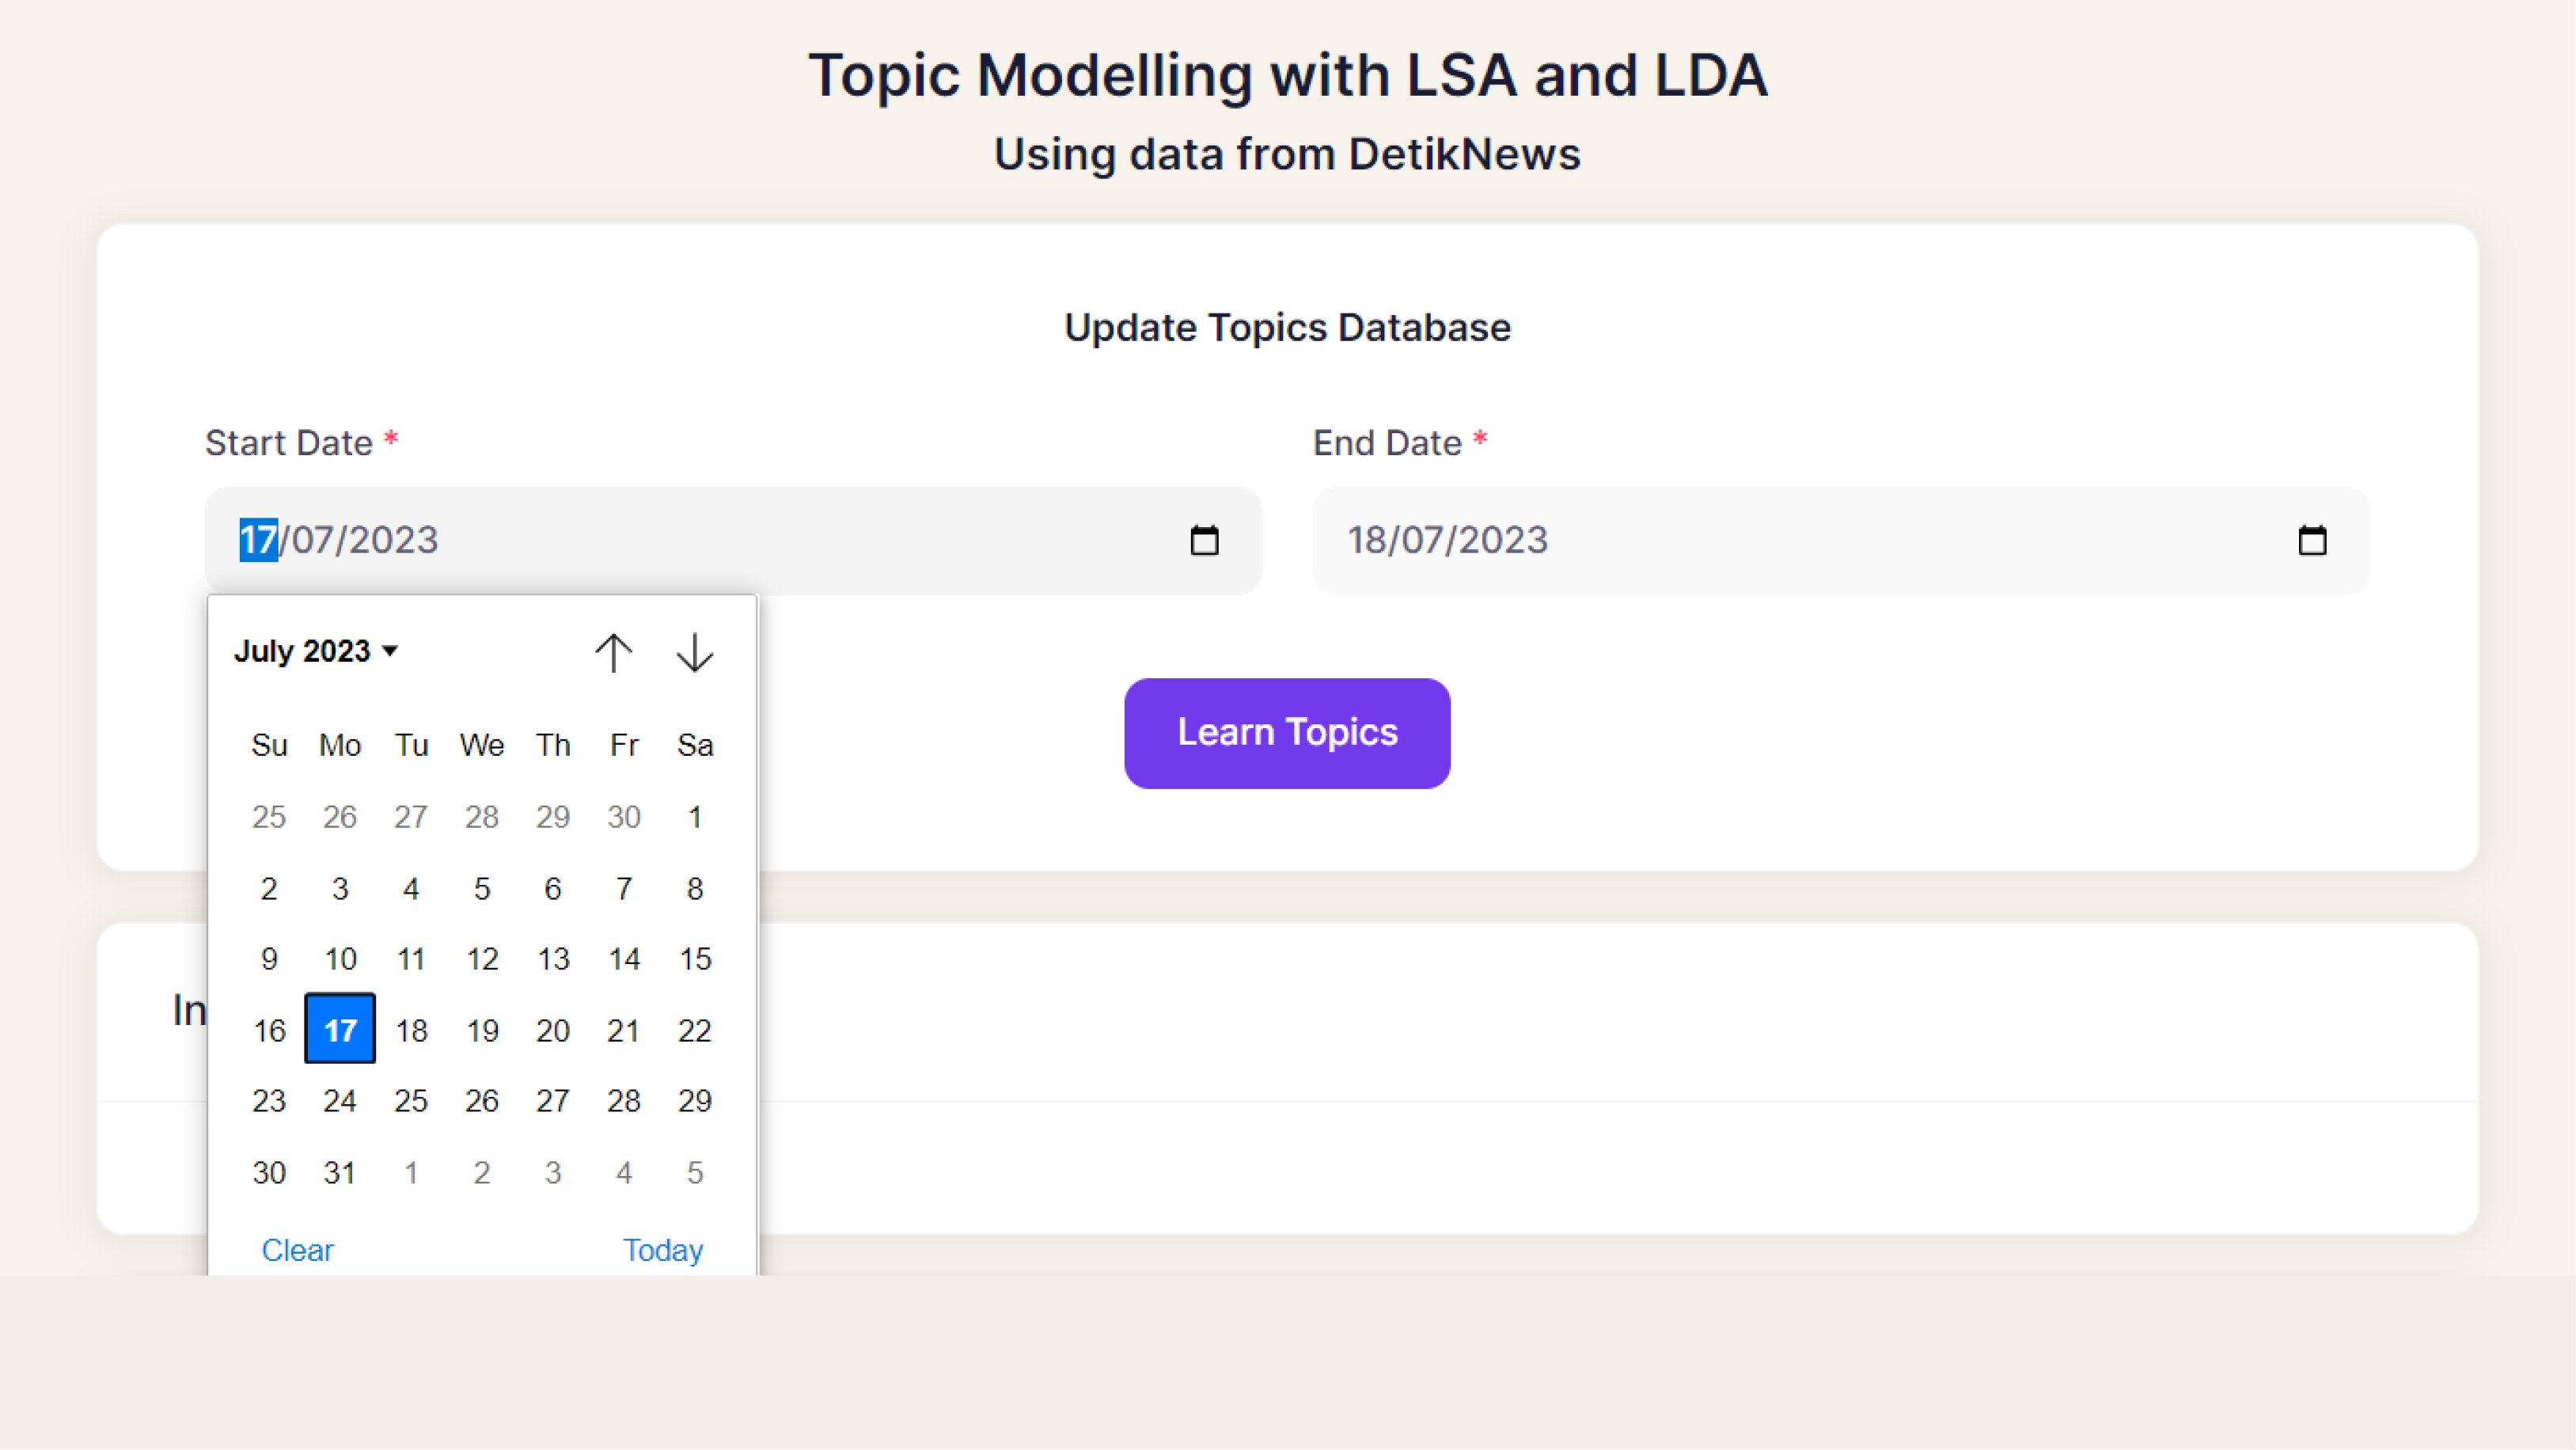 Topic Modelling with LSA and LDA
Using data from DetikNews
Update Topics Database
Start Date *
End Date *
17/07/2023
18/07/2023
July 2023
Su Mo Tu We Th Fr Sa
25 26 27 28 29 30 1
2 3 4 5 6 7 8
9 10 11 12 13 14 15
16 17 18 19 20 21 22
23 24 25 26 27 28 29
30 31 1 2 3 4 5
Clear Today
Learn Topics